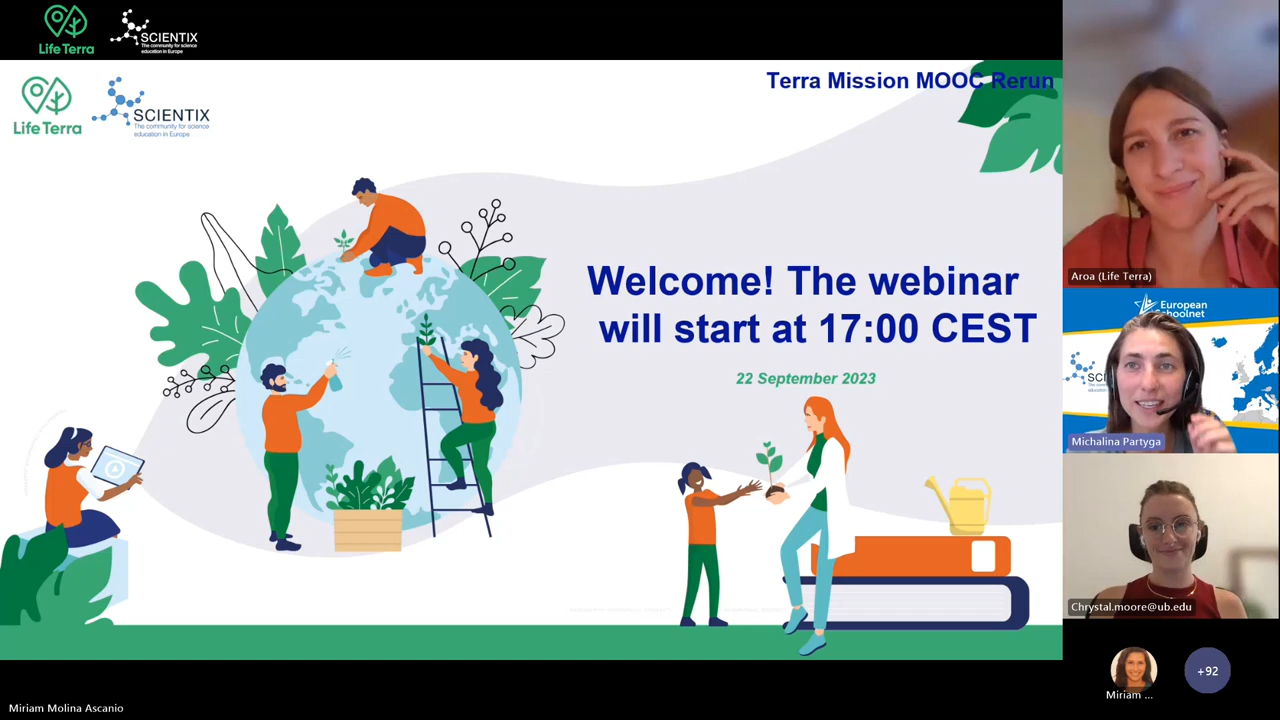 Life Terra
SCIENTIX
The community for science
education in Europe
Terra Mission MOOC Rerun
Life Terra
SCIENTIX
The community for science
education in Europe
Welcome! The webinar
will start at 17:00 CEST
22 September 2023
Aroa (Life Terra)
European
Schoolnet
Michalina Partyga
Chrystal.moore@ub.edu
Miriam ...
+92
Miriam Molina Ascanio